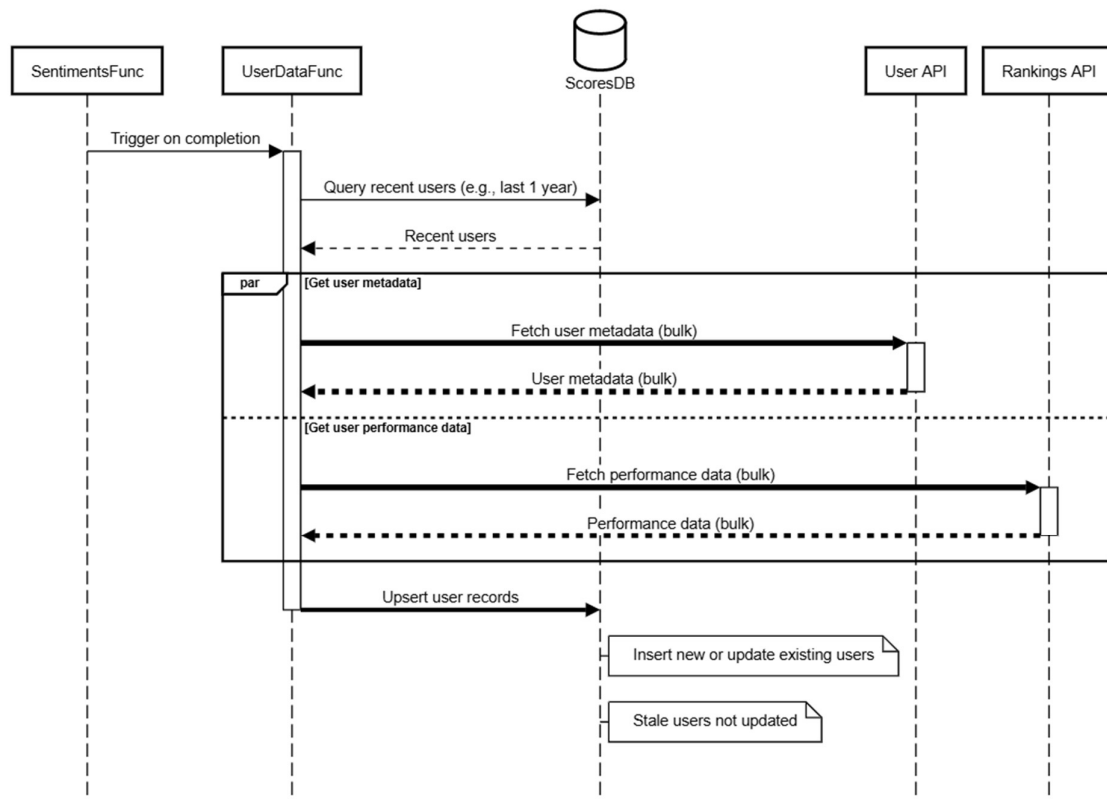 SentimentsFunc
UserDataFunc
ScoresDB
User API
Rankings API
Trigger on completion
Query recent users (e.g., last 1 year)
Recent users
par
[Get user metadata]
Fetch user metadata (bulk)
User metadata (bulk)
[Get user performance data]
Fetch performance data (bulk)
Performance data (bulk)
Upsert user records
Insert new or update existing users
Stale users not updated